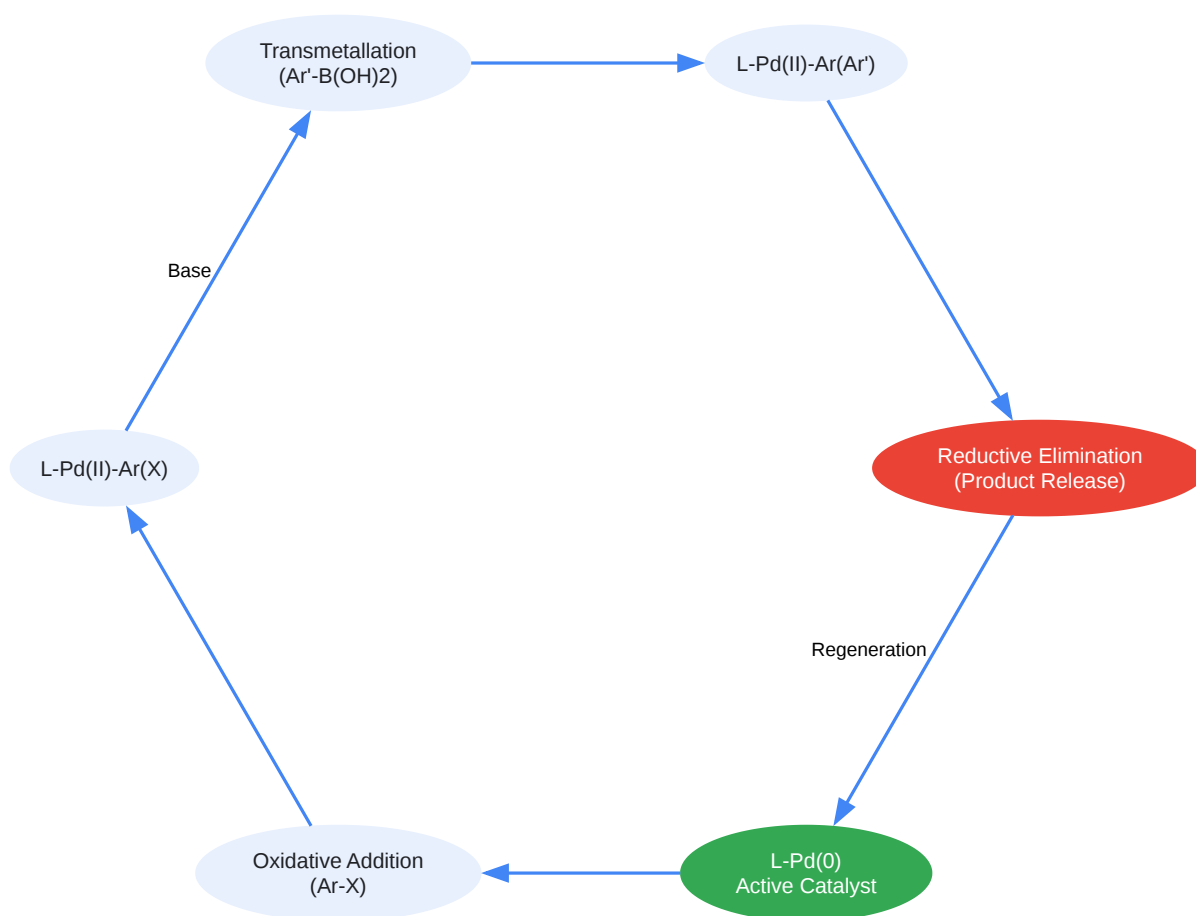 Transmetallation
(Ar'-B(OH)2)
L-Pd(II)-Ar(Ar')
Base
L-Pd(II)-Ar(X)
Reductive Elimination
(Product Release)
Regeneration
Oxidative Addition
(Ar-X)
L-Pd(0)
Active Catalyst